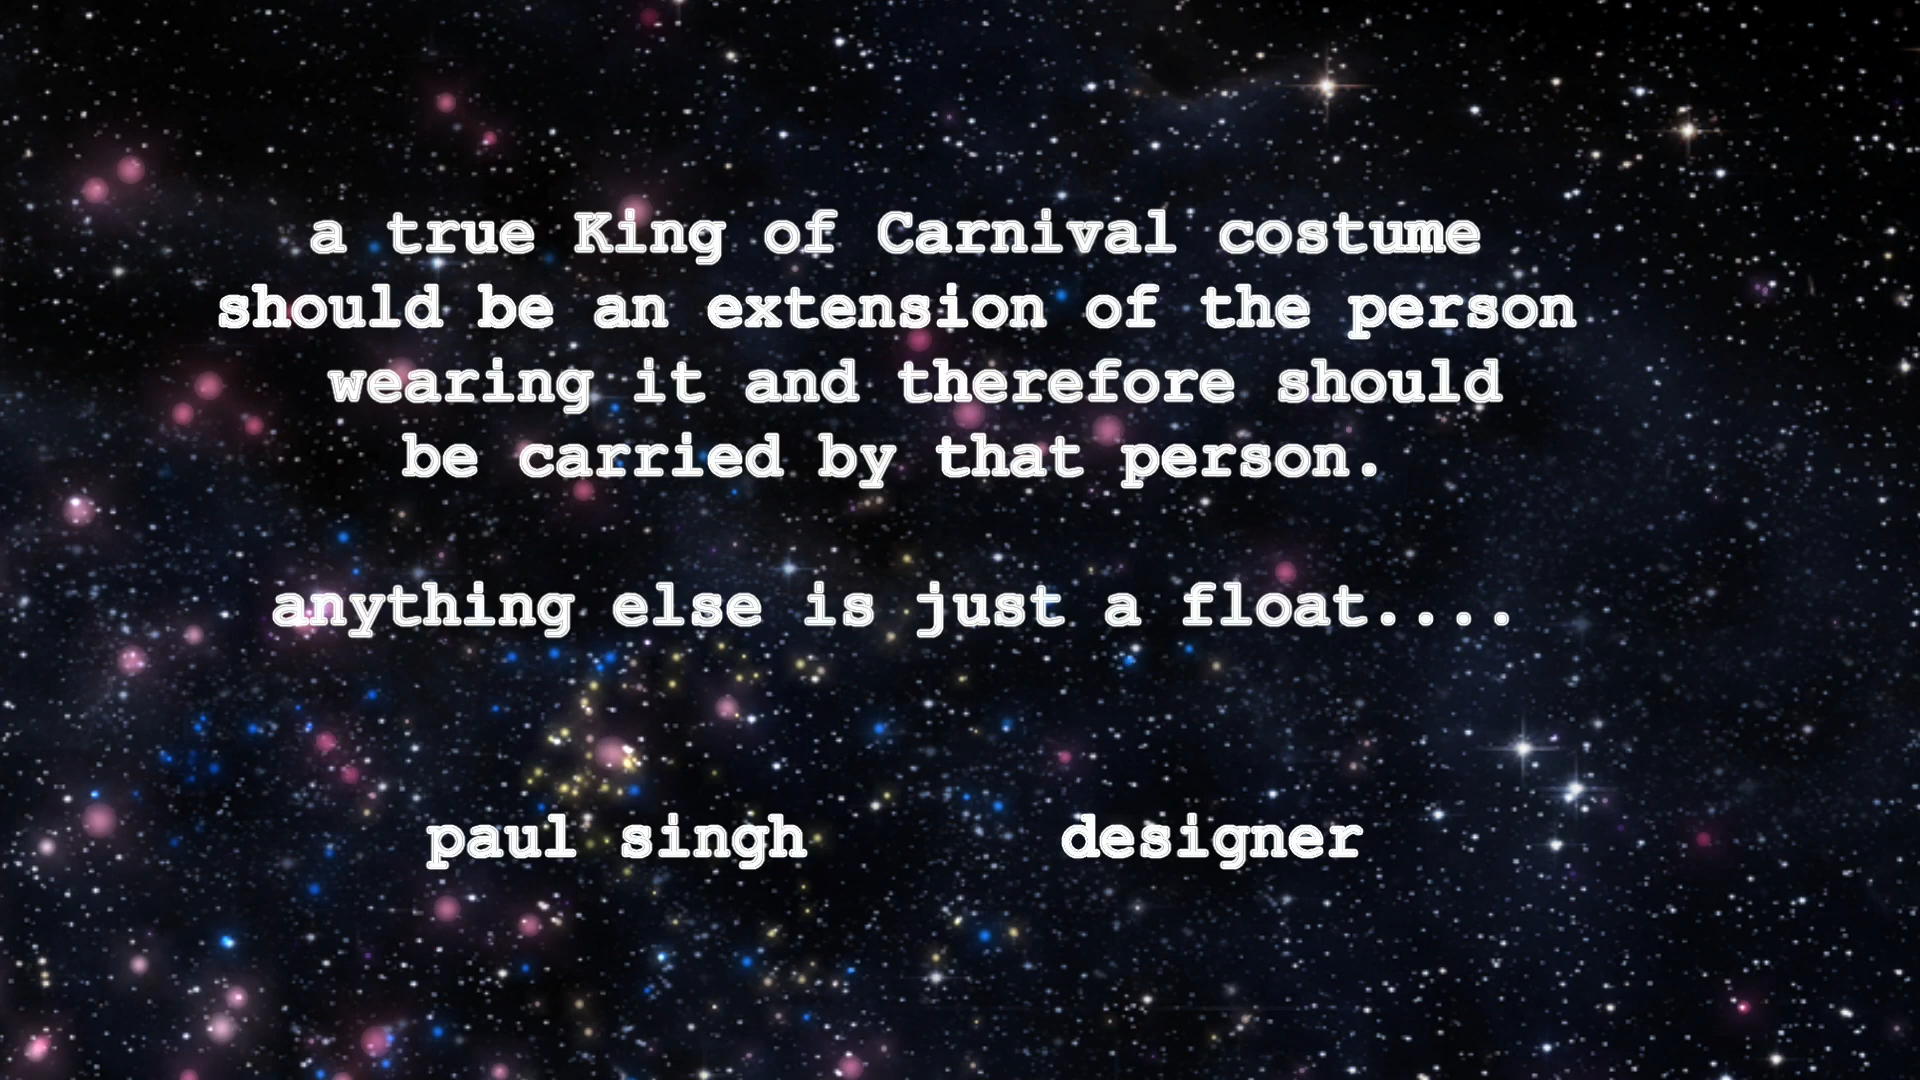 a true King of Carnival costume
should be an extension of the person
wearing it and therefore should
be carried by that person.
anything else is just a float....
paul singh designer